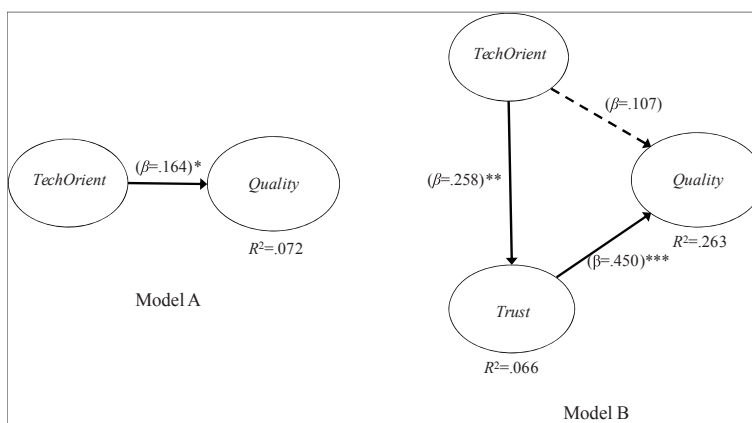 TechOrient
(β=.164)*
Quality
R²=.072
Model A
TechOrient
(β=.107)
(β=.258)**
Quality
R²=.263
(β=.450)***
Trust
R²=.066
Model B